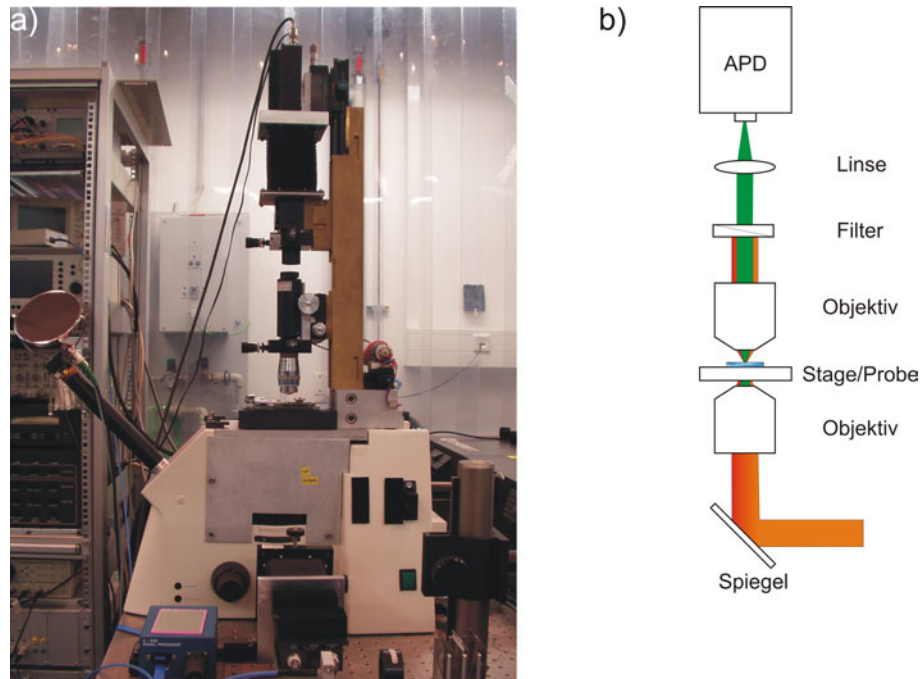 a)
b)
APD
Linse
Filter
Objektiv
Stage/Probe
Objektiv
Spiegel